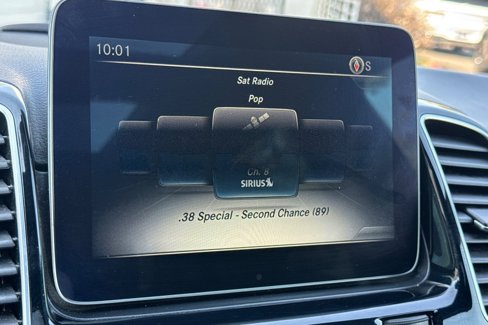 10:01
S
Sat Radio
Pop
Ch. 8
SIRIUS
.38 Special - Second Chance (89)